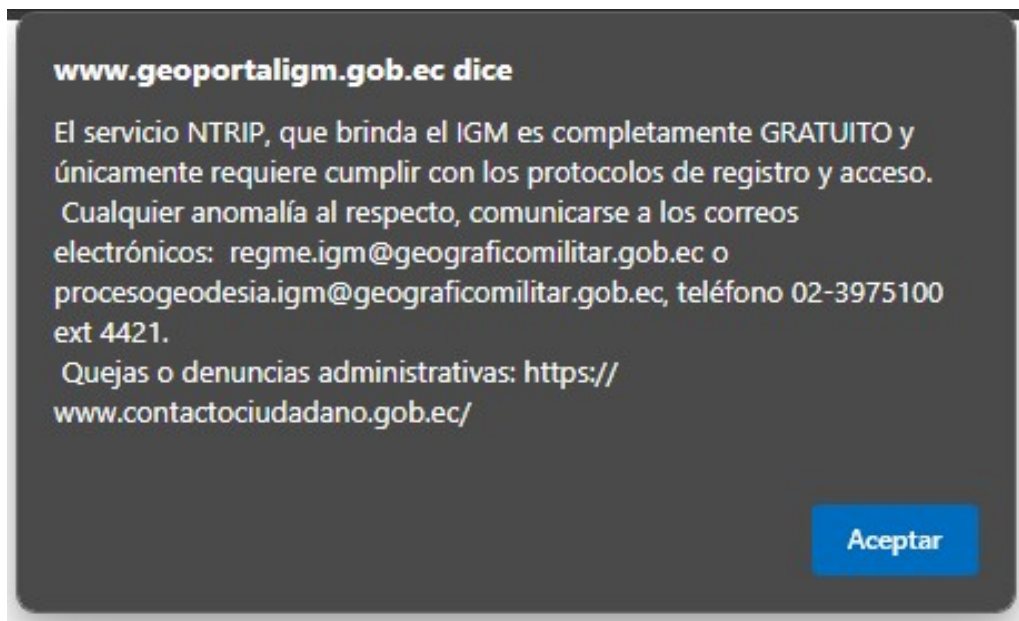 www.geoportaligm.gob.ec dice
El servicio NTRIP, que brinda el IGM es completamente GRATUITO y
únicamente requiere cumplir con los protocolos de registro y acceso.
Cualquier anomalía al respecto, comunicarse a los correos
electrónicos:  regme.igm@geograficomilitar.gob.ec o
procesogeodesia.igm@geograficomilitar.gob.ec, teléfono 02-3975100
ext 4421.
Quejas o denuncias administrativas: https://
www.contactociudadano.gob.ec/
Aceptar